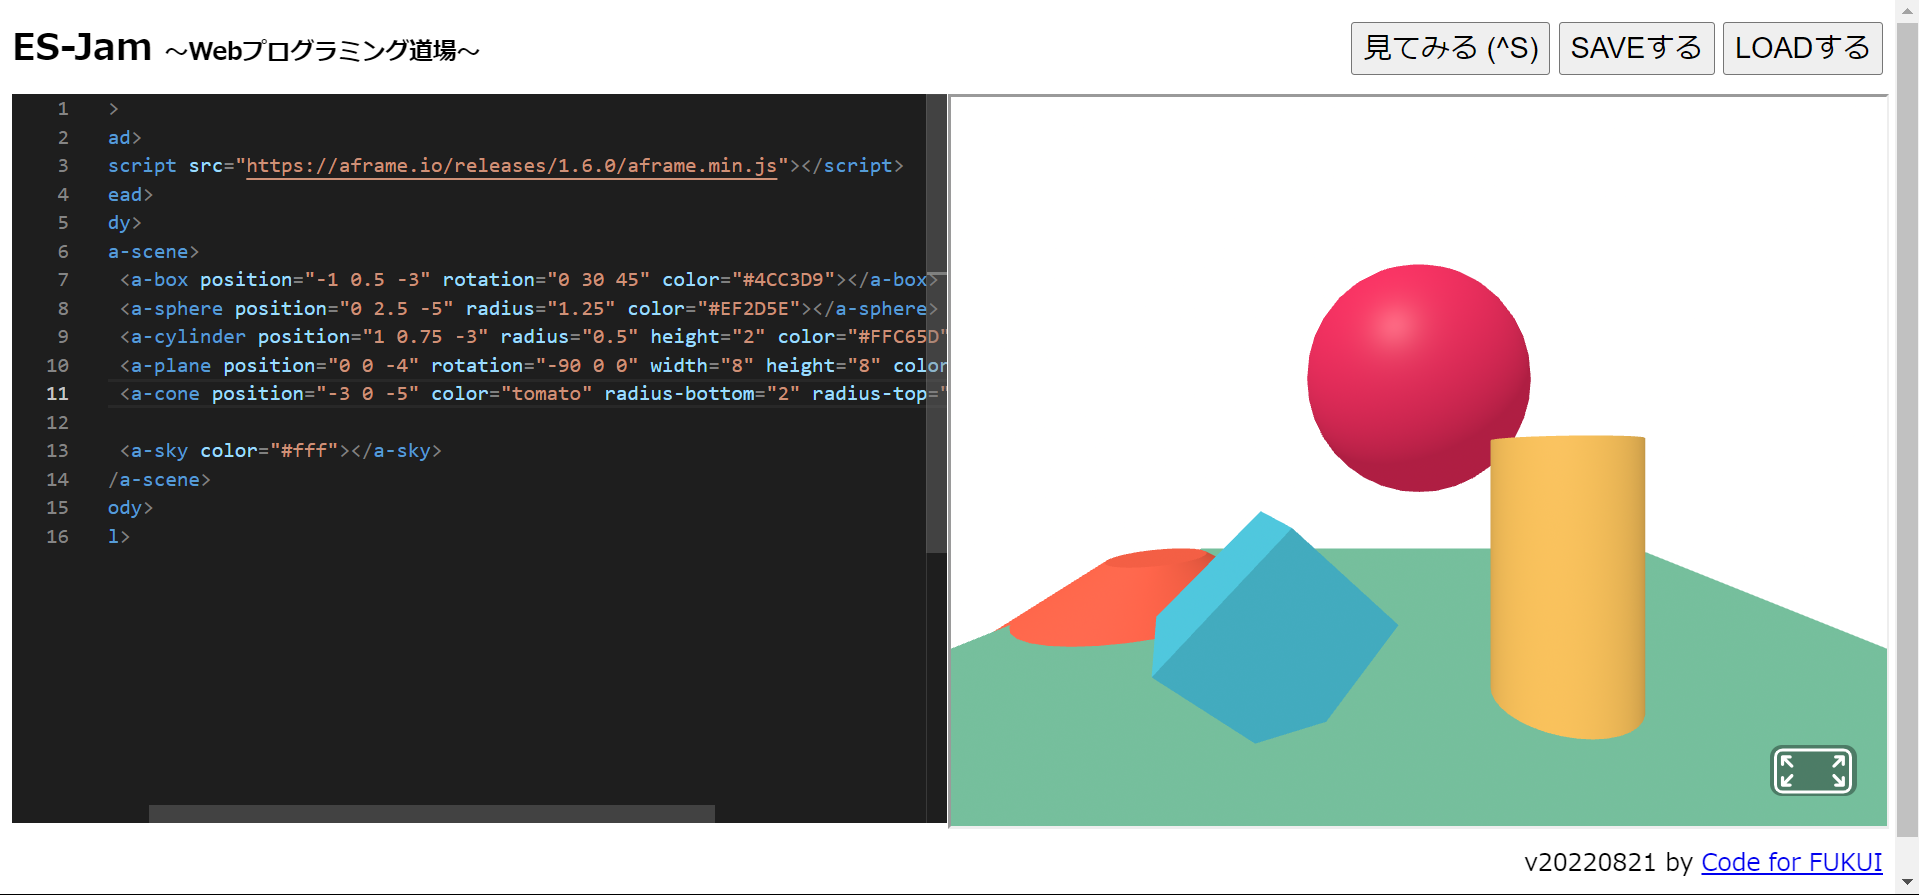 ES-Jam ～Webプログラミング道場～
見てみる (^S) SAVEする LOADする
1 >
2 ad>
3 script src="https://aframe.io/releases/1.6.0/aframe.min.js"></script>
4 ead>
5 dy>
6 a-scene>
7 <a-box position="-1 0.5 -3" rotation="0 30 45" color="#4CC3D9"></a-box>
8 <a-sphere position="0 2.5 -5" radius="1.25" color="#EF2D5E"></a-sphere>
9 <a-cylinder position="1 0.75 -3" radius="0.5" height="2" color="#FFC65D"
10 <a-plane position="0 0 -4" rotation="-90 0 0" width="8" height="8" color
11 <a-cone position="-3 0 -5" color="tomato" radius-bottom="2" radius-top="
12
13 <a-sky color="#fff"></a-sky>
14 /a-scene>
15 ody>
16 l>
v20220821 by Code for FUKUI